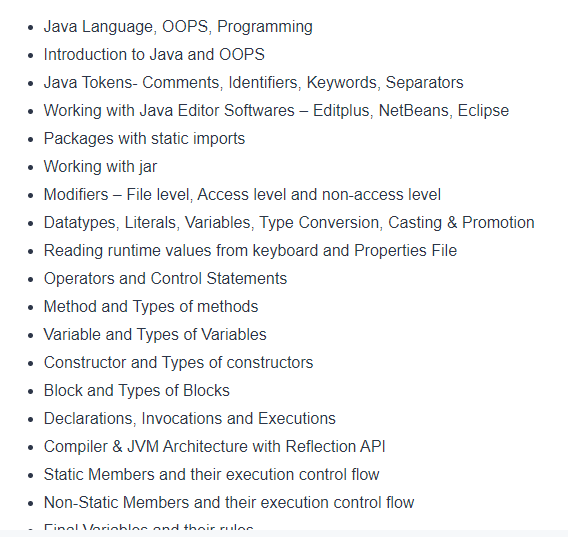 Java Language, OOPS, Programming
Introduction to Java and OOPS
Java Tokens- Comments, Identifiers, Keywords, Separators
Working with Java Editor Softwares – Editplus, NetBeans, Eclipse
Packages with static imports
Working with jar
Modifiers – File level, Access level and non-access level
Datatypes, Literals, Variables, Type Conversion, Casting & Promotion
Reading runtime values from keyboard and Properties File
Operators and Control Statements
Method and Types of methods
Variable and Types of Variables
Constructor and Types of constructors
Block and Types of Blocks
Declarations, Invocations and Executions
Compiler & JVM Architecture with Reflection API
Static Members and their execution control flow
Non-Static Members and their execution control flow
Final Variables and their rules